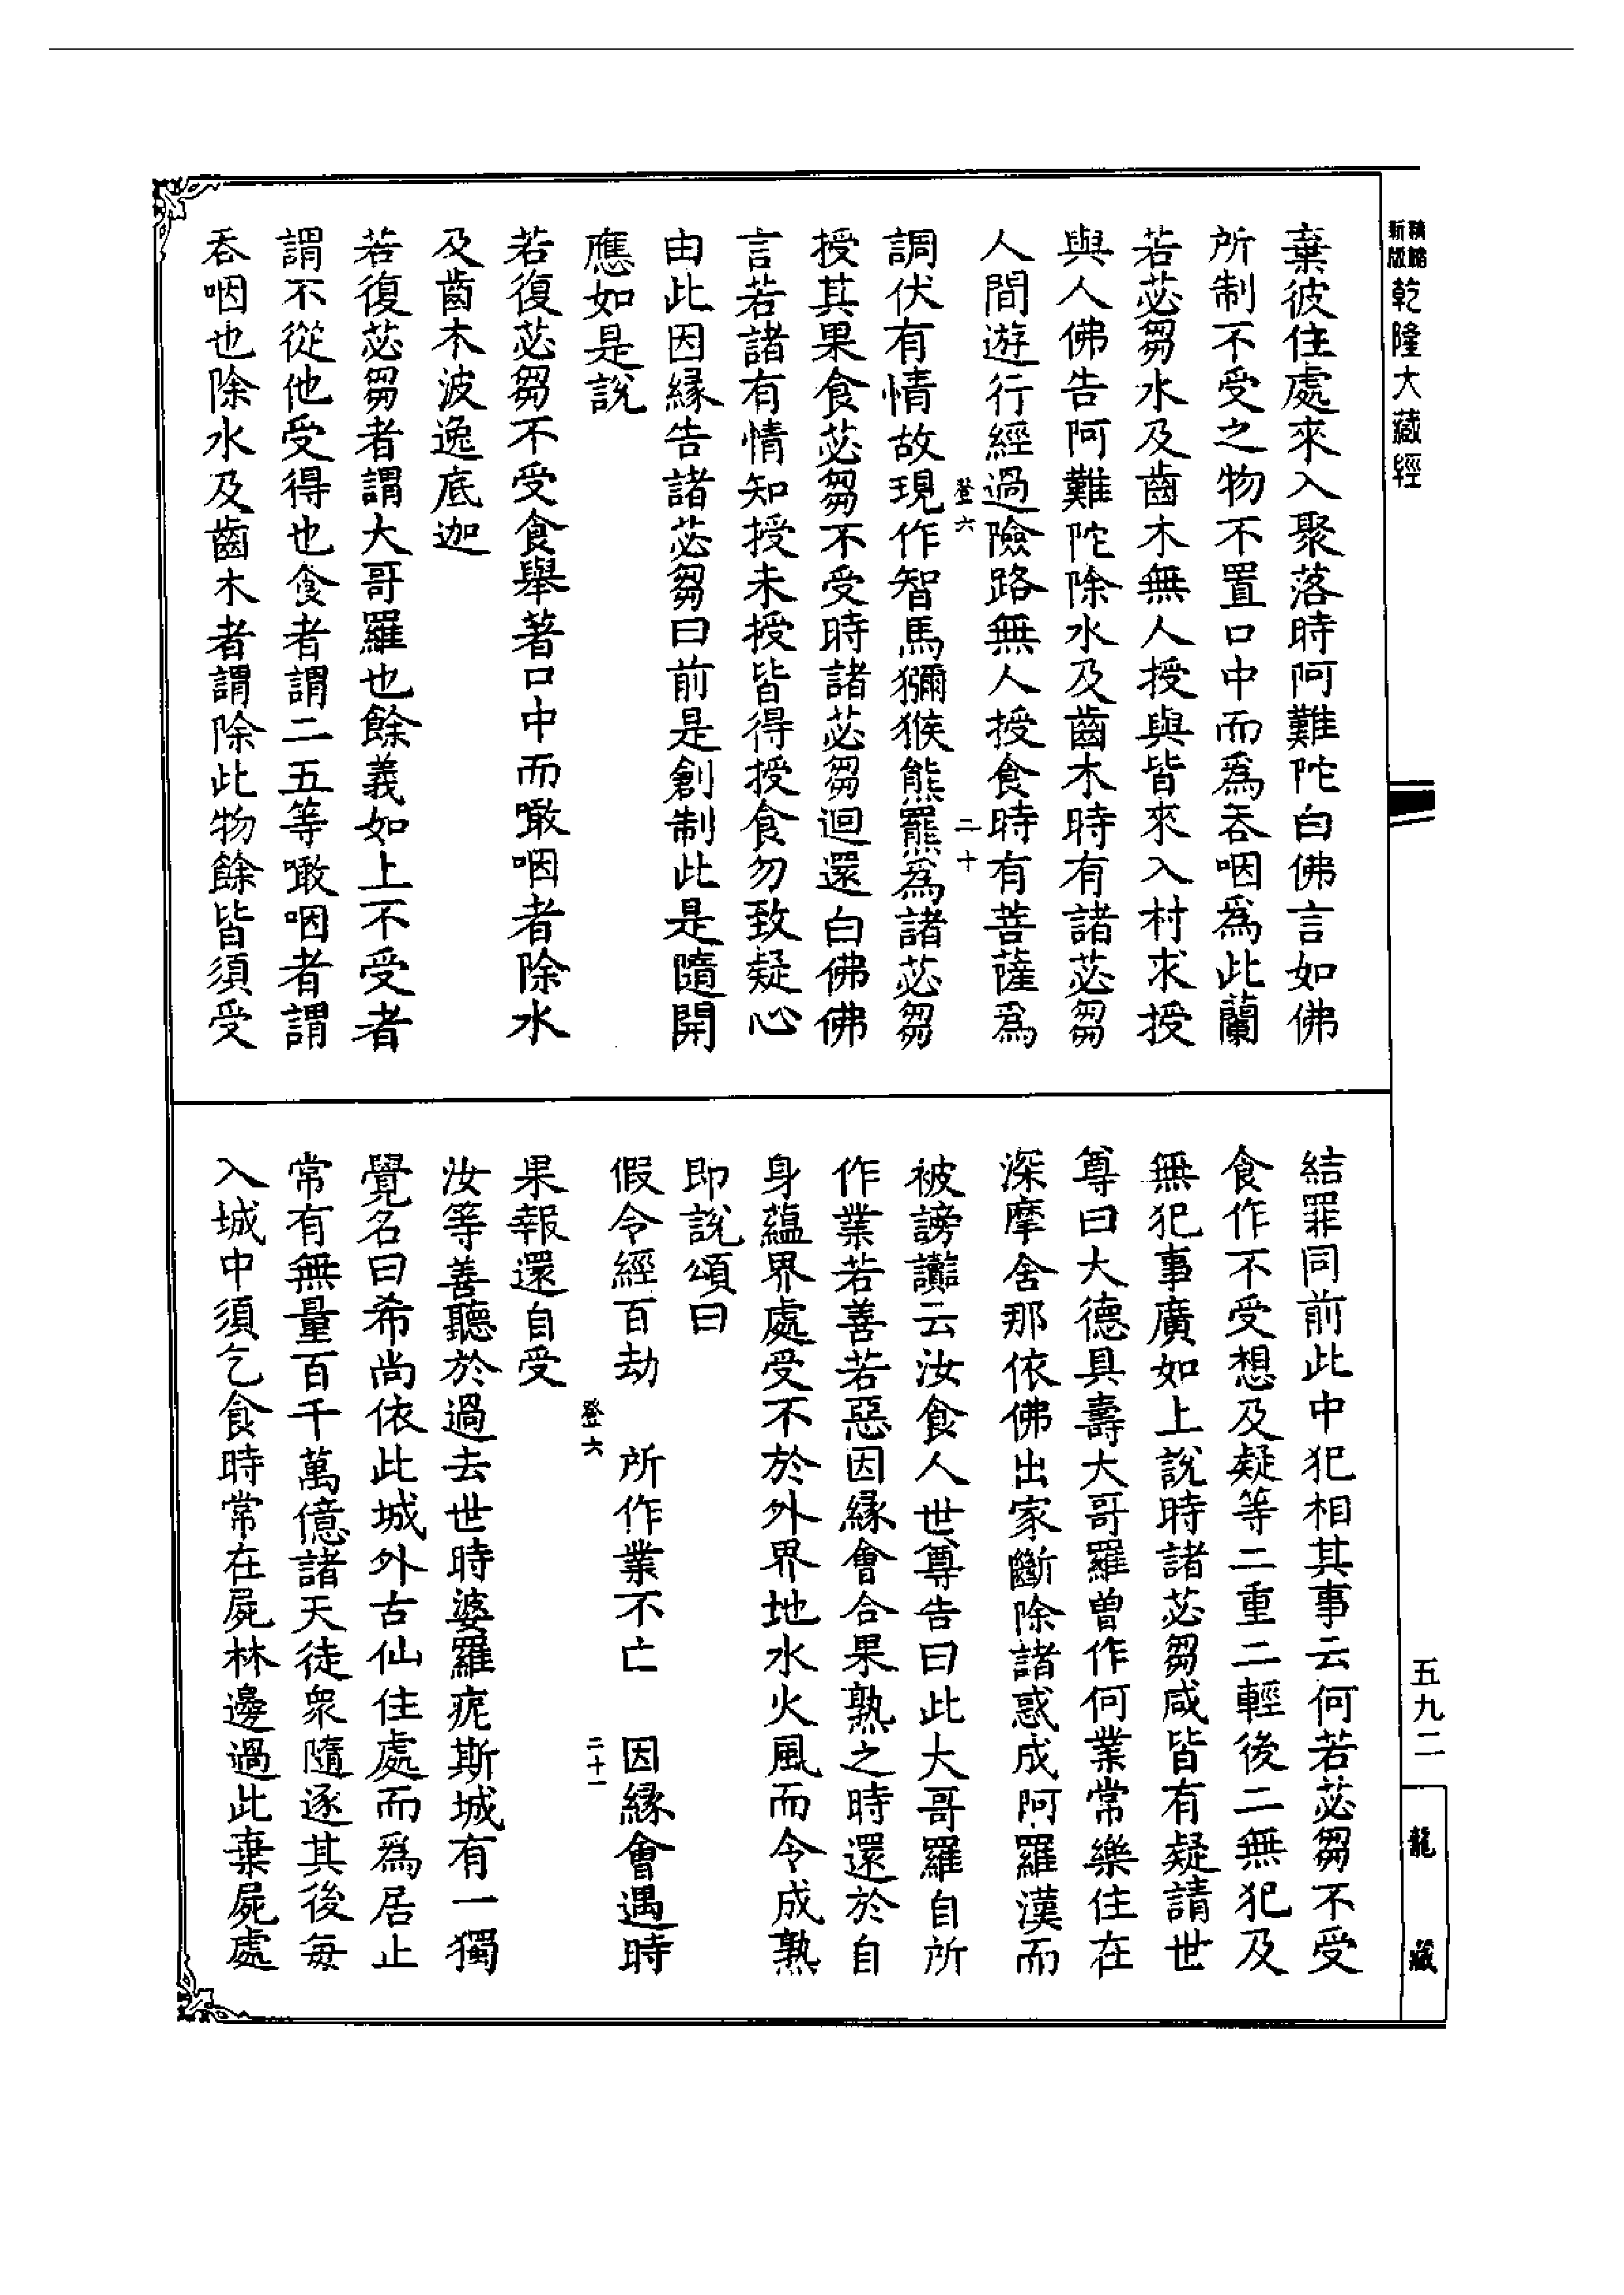 新版
精縮
乾隆大藏經
棄彼住處來入聚落時阿難陀白佛言如佛
所制不受之物不置口中而為吞咽為此蘭
若苾芻水及齒木無人授與皆來入村求授
與人佛告阿難陀除水及齒木時有諸苾芻
人間遊行經過險路無人授食時有菩薩為
登六
二十
調伏有情故現作智馬獼猴熊羆為諸苾芻
授其果食苾芻不受時諸苾芻迴還白佛佛
言若諸有情知授未授皆得授食勿致疑心
由此因緣告諸苾芻曰前是創制此是隨開
應如是說
若復苾芻不受食舉著口中而噉咽者除水
及齒木波逸底迦
若復苾芻者謂大哥羅也餘義如上不受者
謂不從他受得也食者謂二五等噉咽者謂
吞咽也除水及齒木者謂除此物餘皆須受
結罪同前此中犯相其事云何若苾芻不受
食作不受想及疑等二重二輕後二無犯及
無犯事廣如上說時諸苾芻咸皆有疑請世
尊曰大德具壽大哥羅曾作何業常樂住在
深摩舍那依佛出家斷除諸惑成阿羅漢而
被謗讟云汝食人世尊告曰此大哥羅自所
作業若善若惡因緣會合果熟之時還於自
身蘊界處受不於外界地水火風而令成熟
即說頌曰
假令經百劫 所作業不亡 因緣會遇時
登六
二十一
果報還自受
汝等善聽於過去世時婆羅痆斯城有一獨
覺名曰希尚依此城外古仙住處而為居止
常有無量百千萬億諸天徒眾隨逐其後每
入城中須乞食時常在屍林邊過此棄屍處
五九二
龍
藏